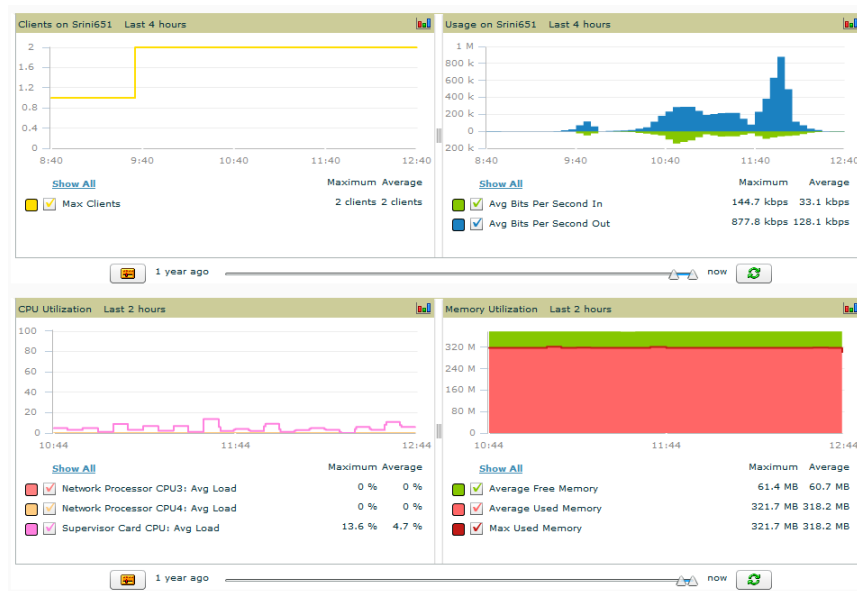 Clients on Srini651 Last 4 hours
2
1.6
1.2
0.8
0.4
0
8:40 9:40 10:40 11:40 12:40
Show All Maximum Average
Max Clients 2 clients 2 clients
Usage on Srini651 Last 4 hours
1 M
800 k
600 k
400 k
200 k
0
200 k
8:40 9:40 10:40 11:40 12:40
Show All Maximum Average
Avg Bits Per Second In 144.7 kbps 33.1 kbps
Avg Bits Per Second Out 877.8 kbps 128.1 kbps
1 year ago now
CPU Utilization Last 2 hours
100
80
60
40
20
0
10:44 11:44 12:44
Show All Maximum Average
Network Processor CPU3: Avg Load 0 % 0 %
Network Processor CPU4: Avg Load 0 % 0 %
Supervisor Card CPU: Avg Load 13.6 % 4.7 %
Memory Utilization Last 2 hours
320 M
240 M
160 M
80 M
0
10:44 11:44 12:44
Show All Maximum Average
Average Free Memory 61.4 MB 60.7 MB
Average Used Memory 321.7 MB 318.2 MB
Max Used Memory 321.7 MB 318.2 MB
1 year ago now